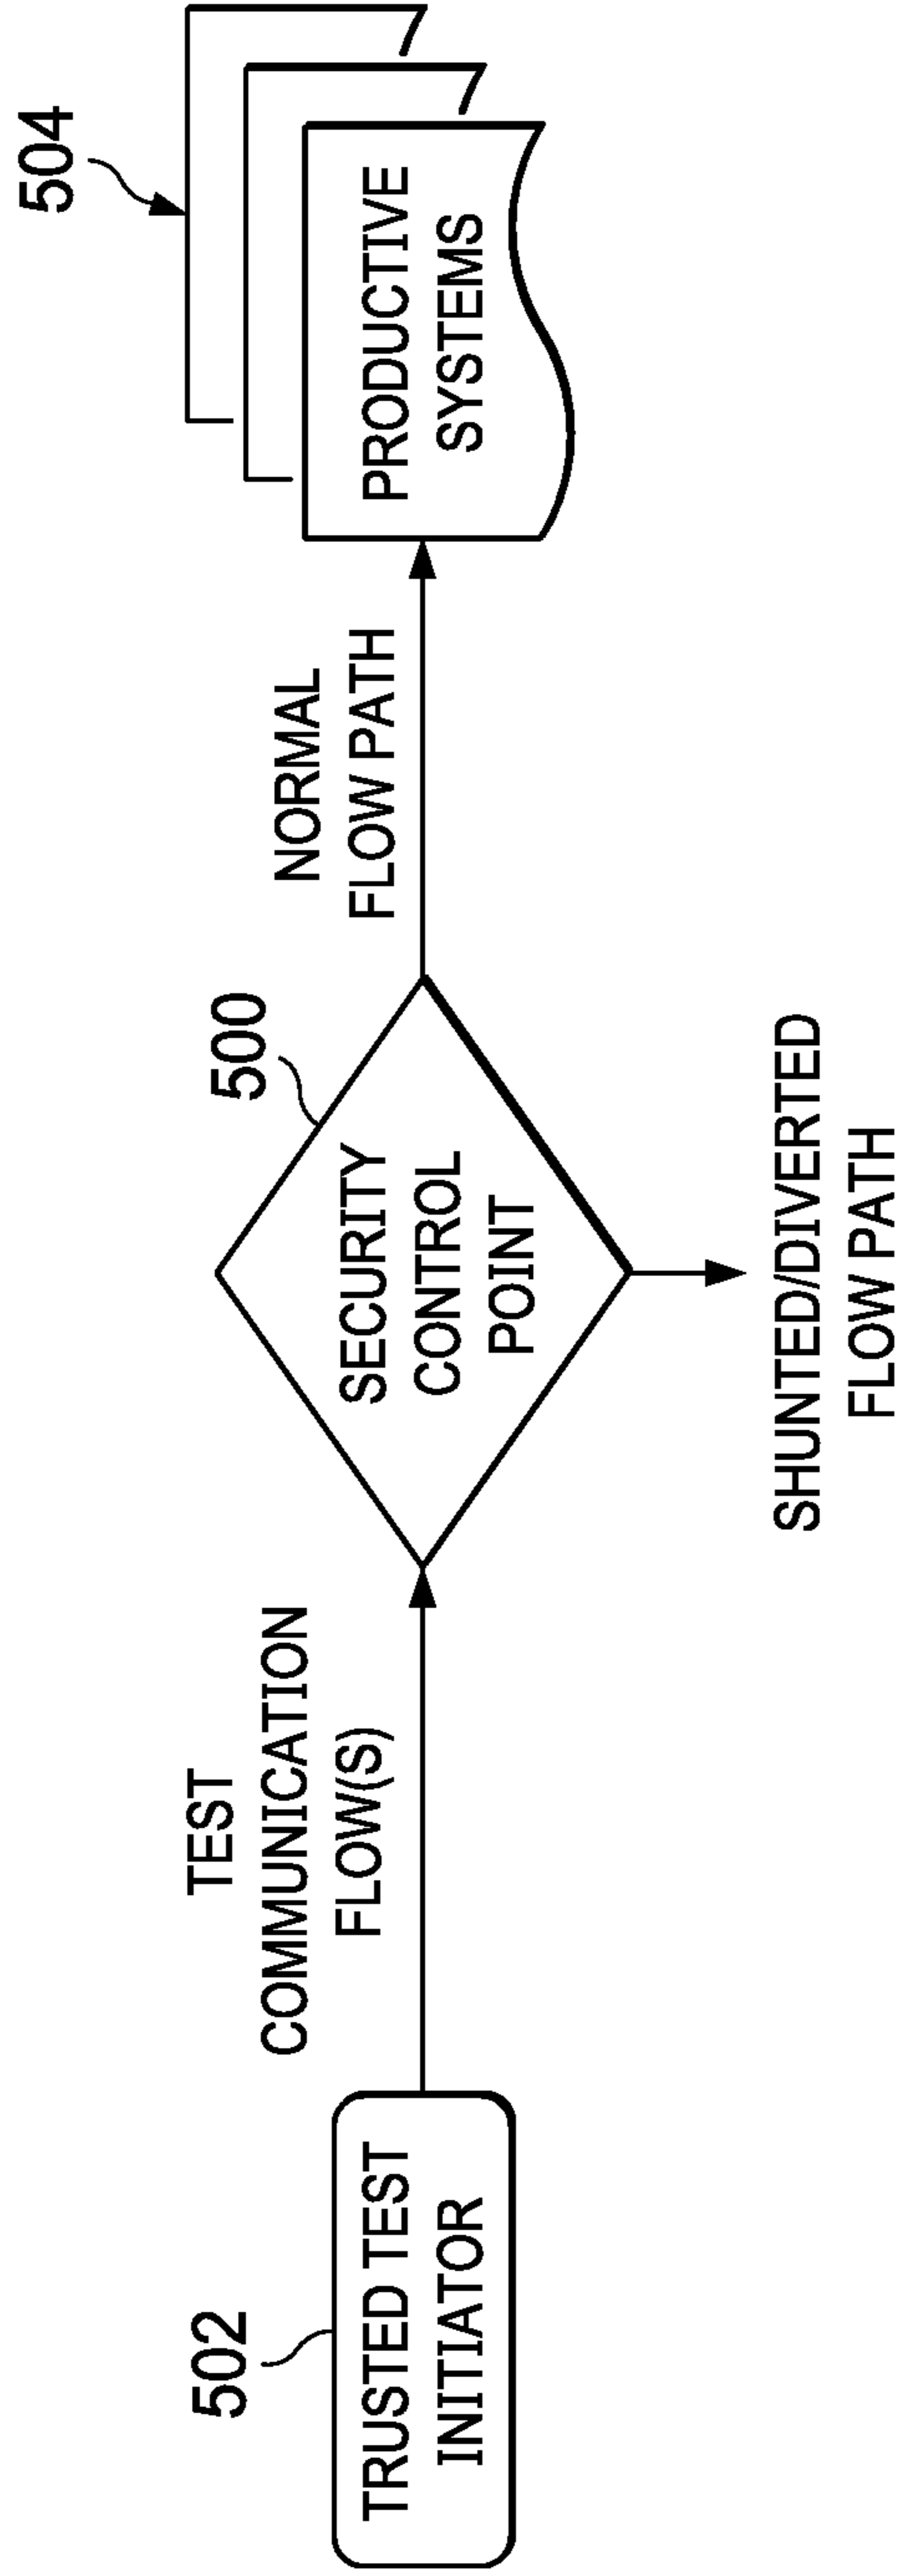 502
TRUSTED TEST
INITIATOR
TEST
COMMUNICATION
FLOW(S)
500
SECURITY
CONTROL
POINT
SHUNTED/DIVERTED
FLOW PATH
NORMAL
FLOW PATH
504
PRODUCTIVE
SYSTEMS